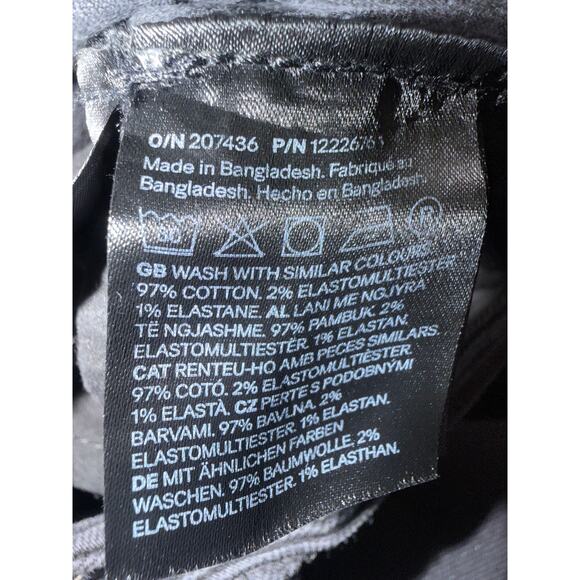 O/N 207436 P/N 1222676
Made in Bangladesh. Fabriqué au
Bangladesh. Hecho en Bangladesh.
GB WASH WITH SIMILAR COLOURS
97% COTTON. 2% ELASTOMULTIESTER
1% ELASTANE. AL LANI ME NGJYRA
TË NGJASHME. 97% PAMBUK. 2%
ELASTOMULTIESTËR. 1% ELASTAN.
CAT RENTEU-HO AMB PECES SIMILARS.
97% COTÓ. 2% ELASTOMULTIÈSTER.
1% ELASTÀ. CZ PERTE S PODOBNÝMI
BARVAMI. 97% BAVLNA. 2%
ELASTOMULTIESTER. 1% ELASTAN.
DE MIT ÄHNLICHEN FARBEN
WASCHEN. 97% BAUMWOLLE. 2%
ELASTOMULTIESTER. 1% ELASTHAN.